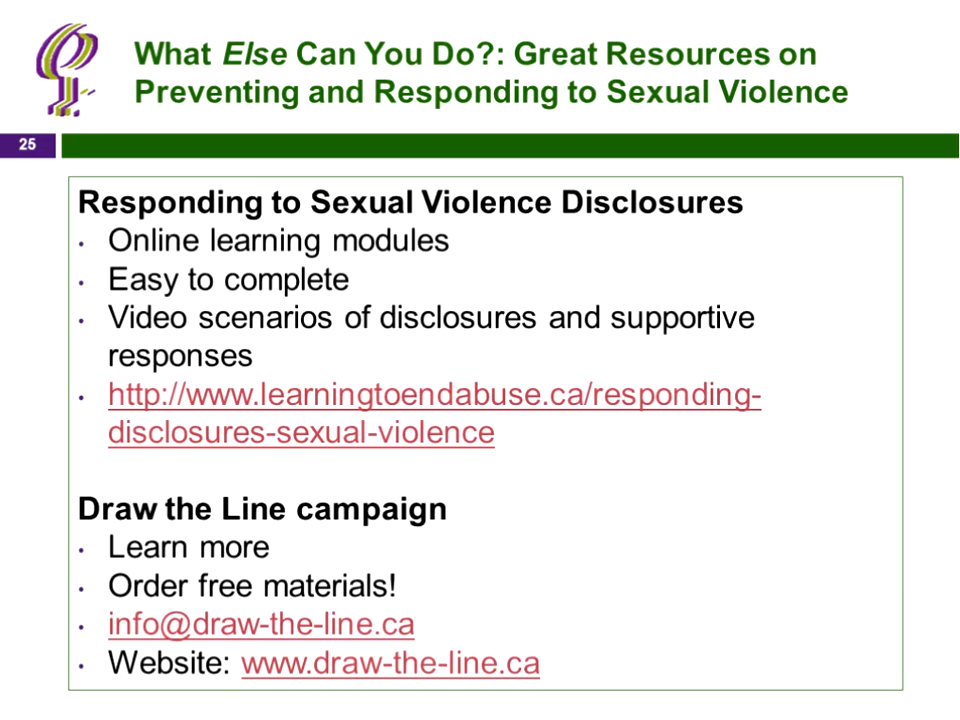 What Else Can You Do?: Great Resources on
Preventing and Responding to Sexual Violence
25
Responding to Sexual Violence Disclosures
• Online learning modules
• Easy to complete
• Video scenarios of disclosures and supportive
responses
• http://www.learningtoendabuse.ca/responding-
disclosures-sexual-violence
Draw the Line campaign
• Learn more
• Order free materials!
• info@draw-the-line.ca
• Website: www.draw-the-line.ca